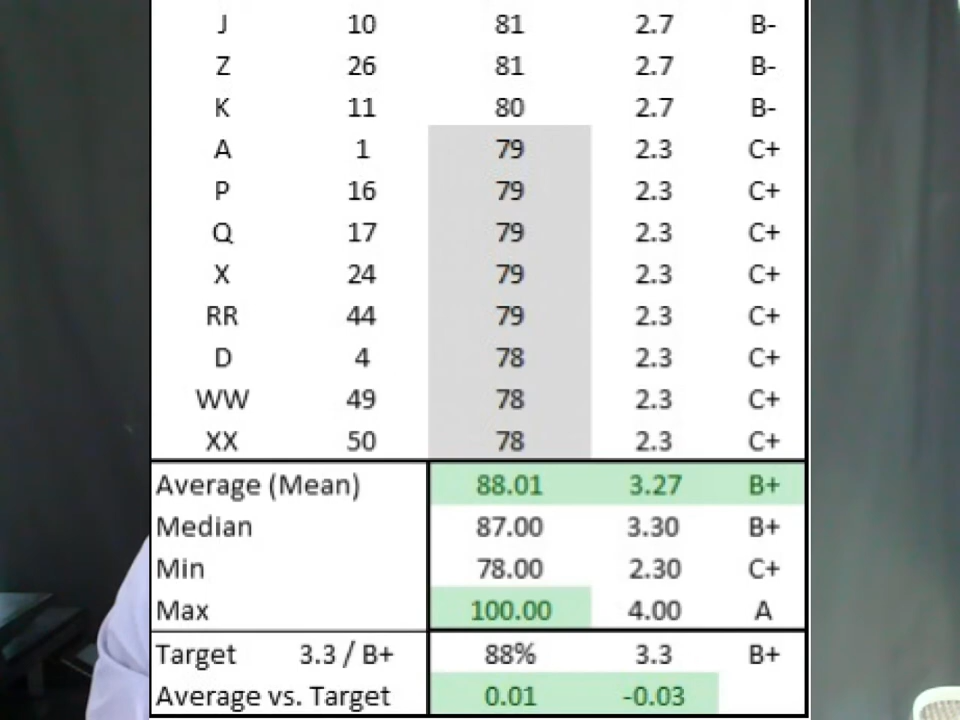 J 10 81 2.7 B-
Z 26 81 2.7 B-
K 11 80 2.7 B-
A 1 79 2.3 C+
P 16 79 2.3 C+
Q 17 79 2.3 C+
X 24 79 2.3 C+
RR 44 79 2.3 C+
D 4 78 2.3 C+
WW 49 78 2.3 C+
XX 50 78 2.3 C+
Average (Mean) 88.01 3.27 B+
Median 87.00 3.30 B+
Min 78.00 2.30 C+
Max 100.00 4.00 A
Target 3.3 / B+ 88% 3.3 B+
Average vs. Target 0.01 -0.03